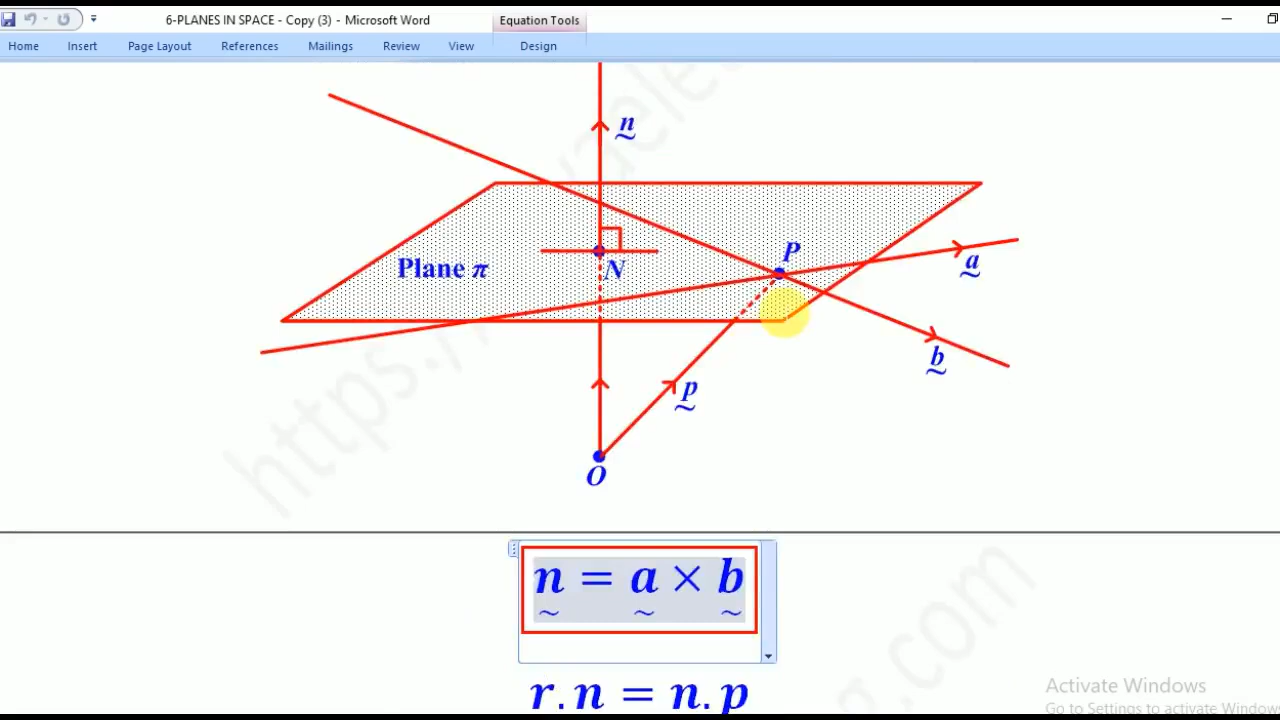 6-PLANES IN SPACE - Copy (3) - Microsoft Word
Equation Tools
Home Insert Page Layout References Mailings Review View Design
n
P
a
Plane π
N
b
p
O
n = a × b
r.n = n.p
Activate Windows
Go to Settings to activate Windows
https: